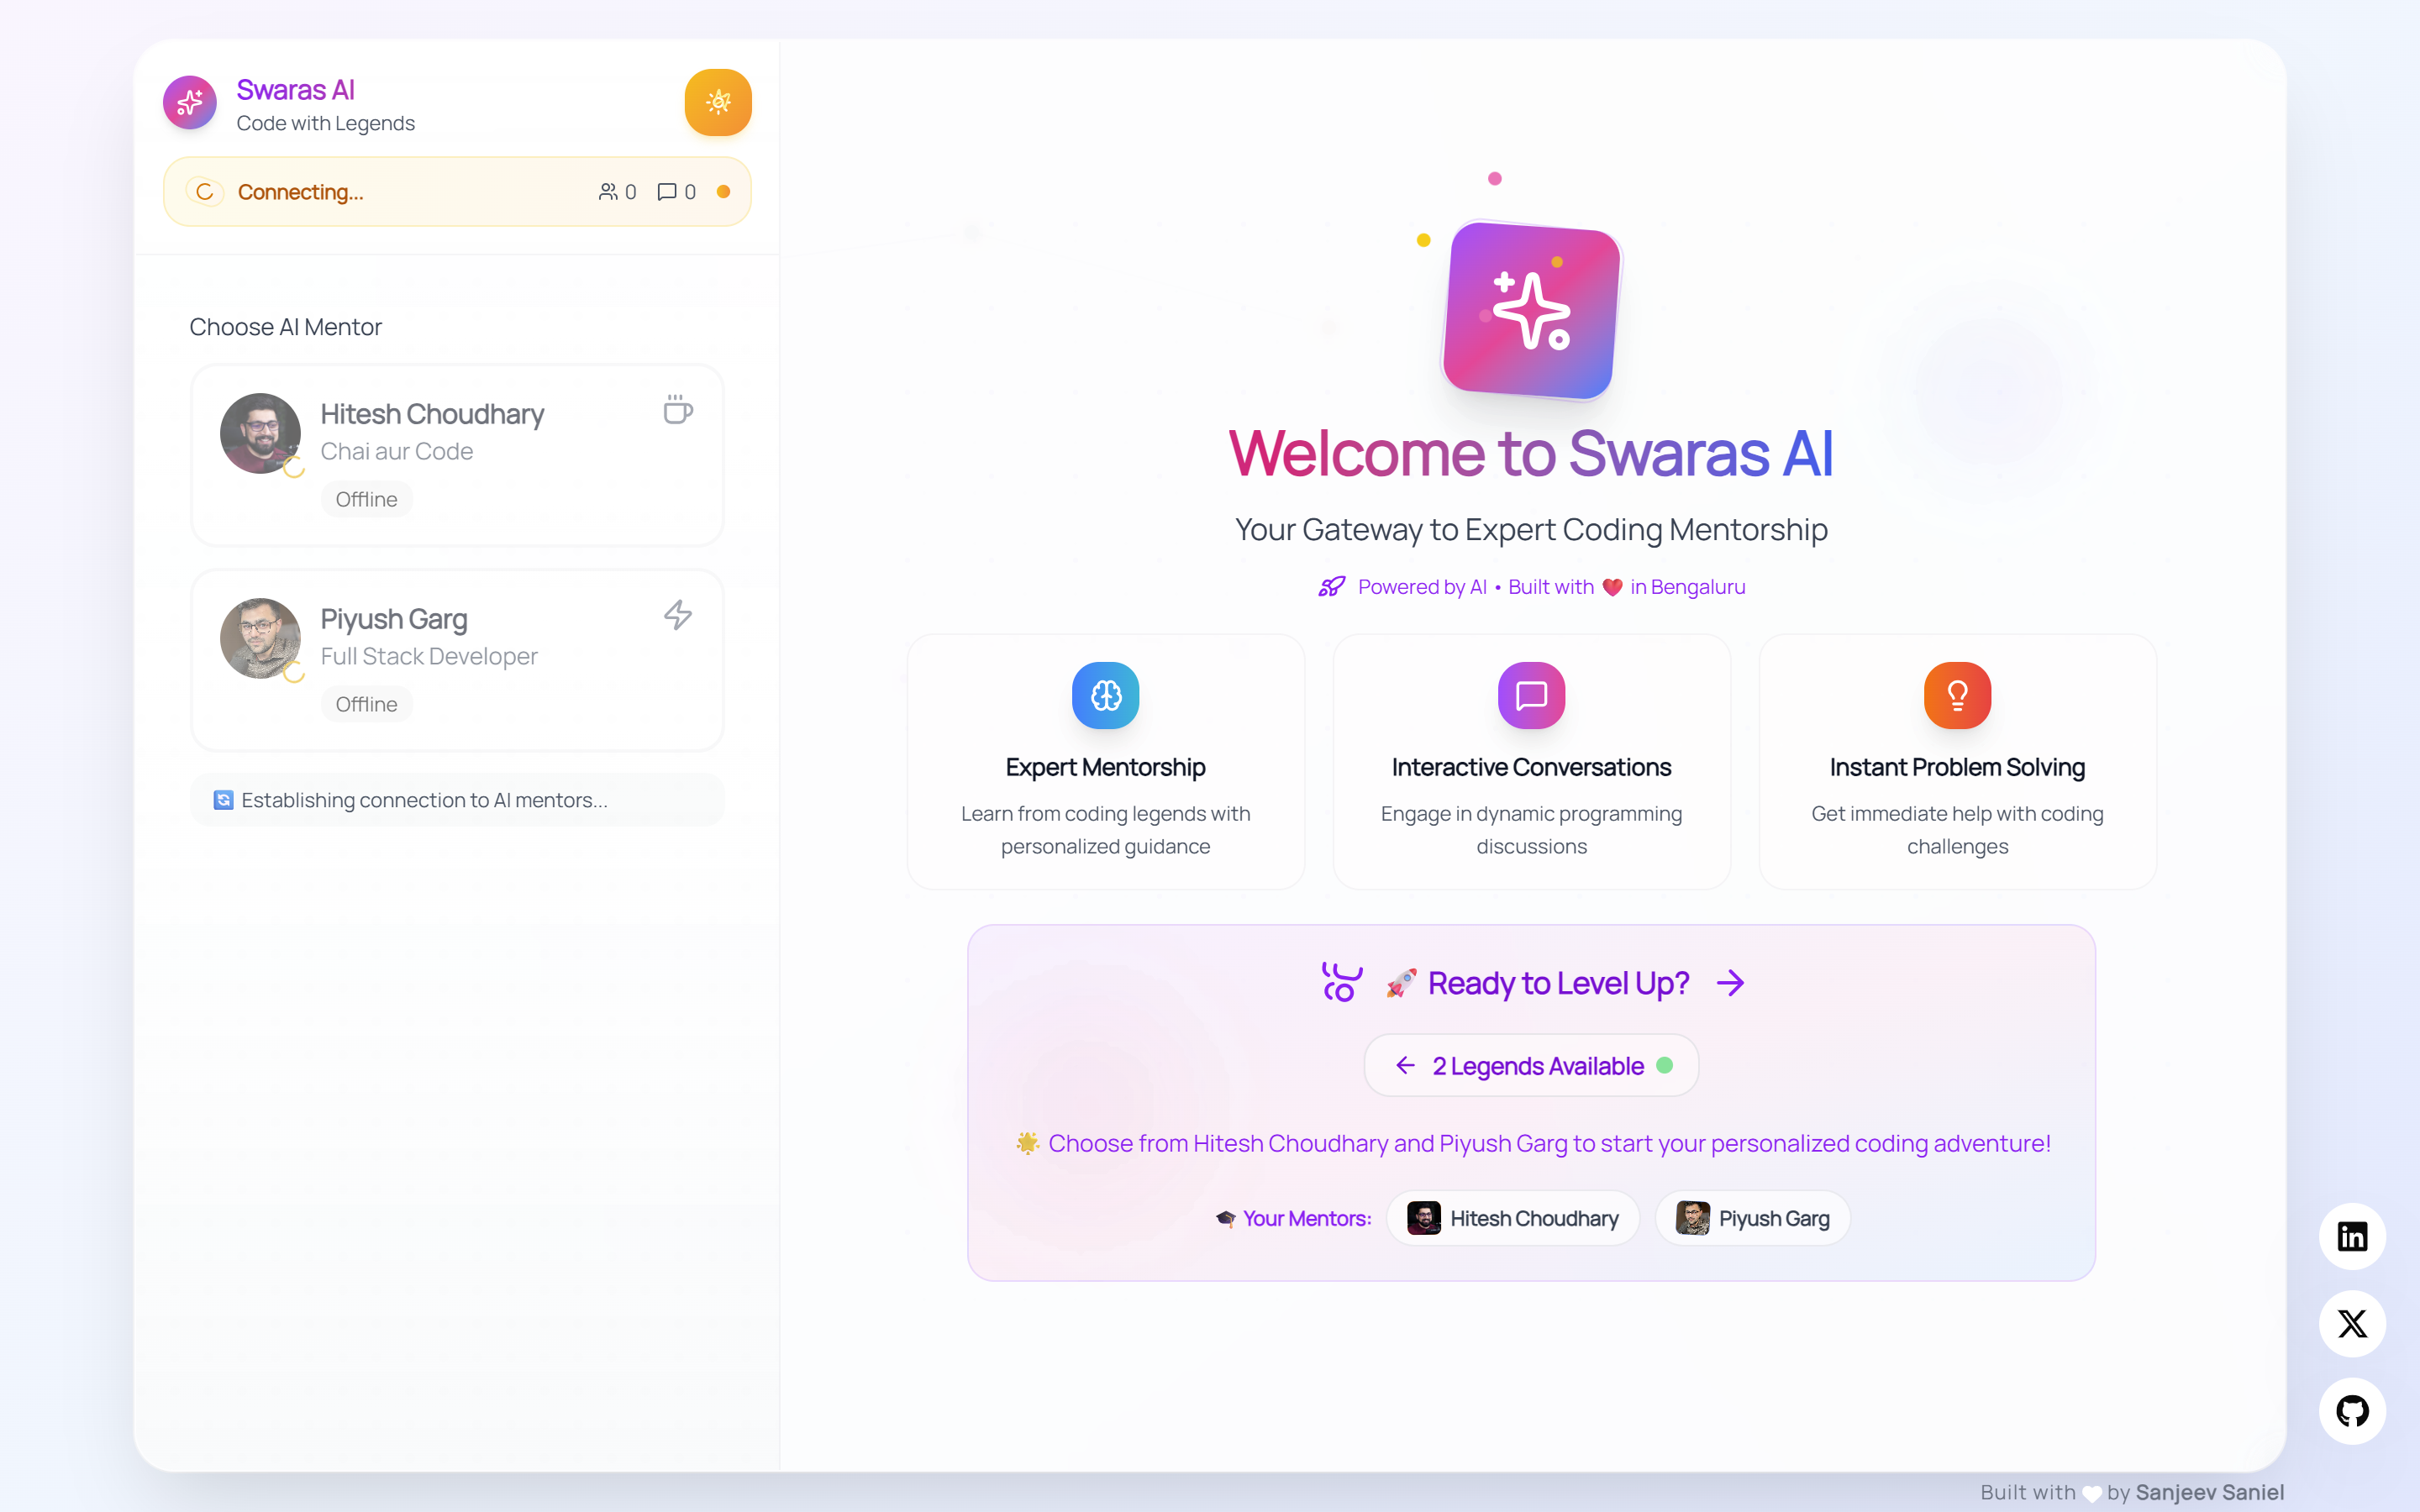 Swaras AI
Code with Legends
Connecting...
0
0
Choose AI Mentor
Hitesh Choudhary
Chai aur Code
Offline
Piyush Garg
Full Stack Developer
Offline
🔄 Establishing connection to AI mentors...
Welcome to Swaras AI
Your Gateway to Expert Coding Mentorship
Powered by AI • Built with ❤️ in Bengaluru
Expert Mentorship
Learn from coding legends with
personalized guidance
Interactive Conversations
Engage in dynamic programming
discussions
Instant Problem Solving
Get immediate help with coding
challenges
🚀 Ready to Level Up?
2 Legends Available
🌟 Choose from Hitesh Choudhary and Piyush Garg to start your personalized coding adventure!
🎓 Your Mentors:
Hitesh Choudhary
Piyush Garg
in
Built with 🤍 by Sanjeev Saniel